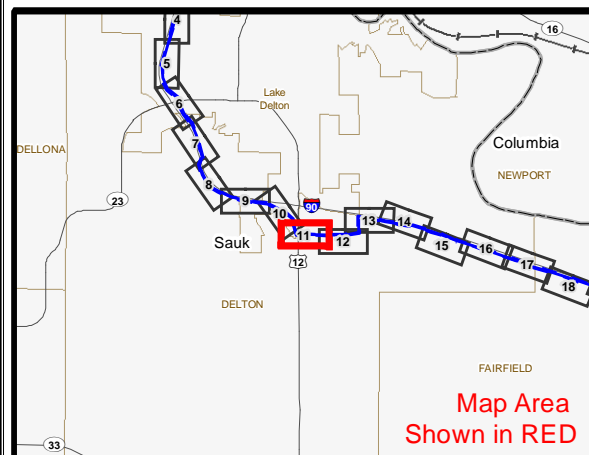 4
16
5
Lake
Delton
6
Columbia
7
DELLONA
NEWPORT
8
23
9
90
10
13
14
Sauk
11
12
15
16
12
17
18
DELTON
FAIRFIELD
Map Area
Shown in RED
33